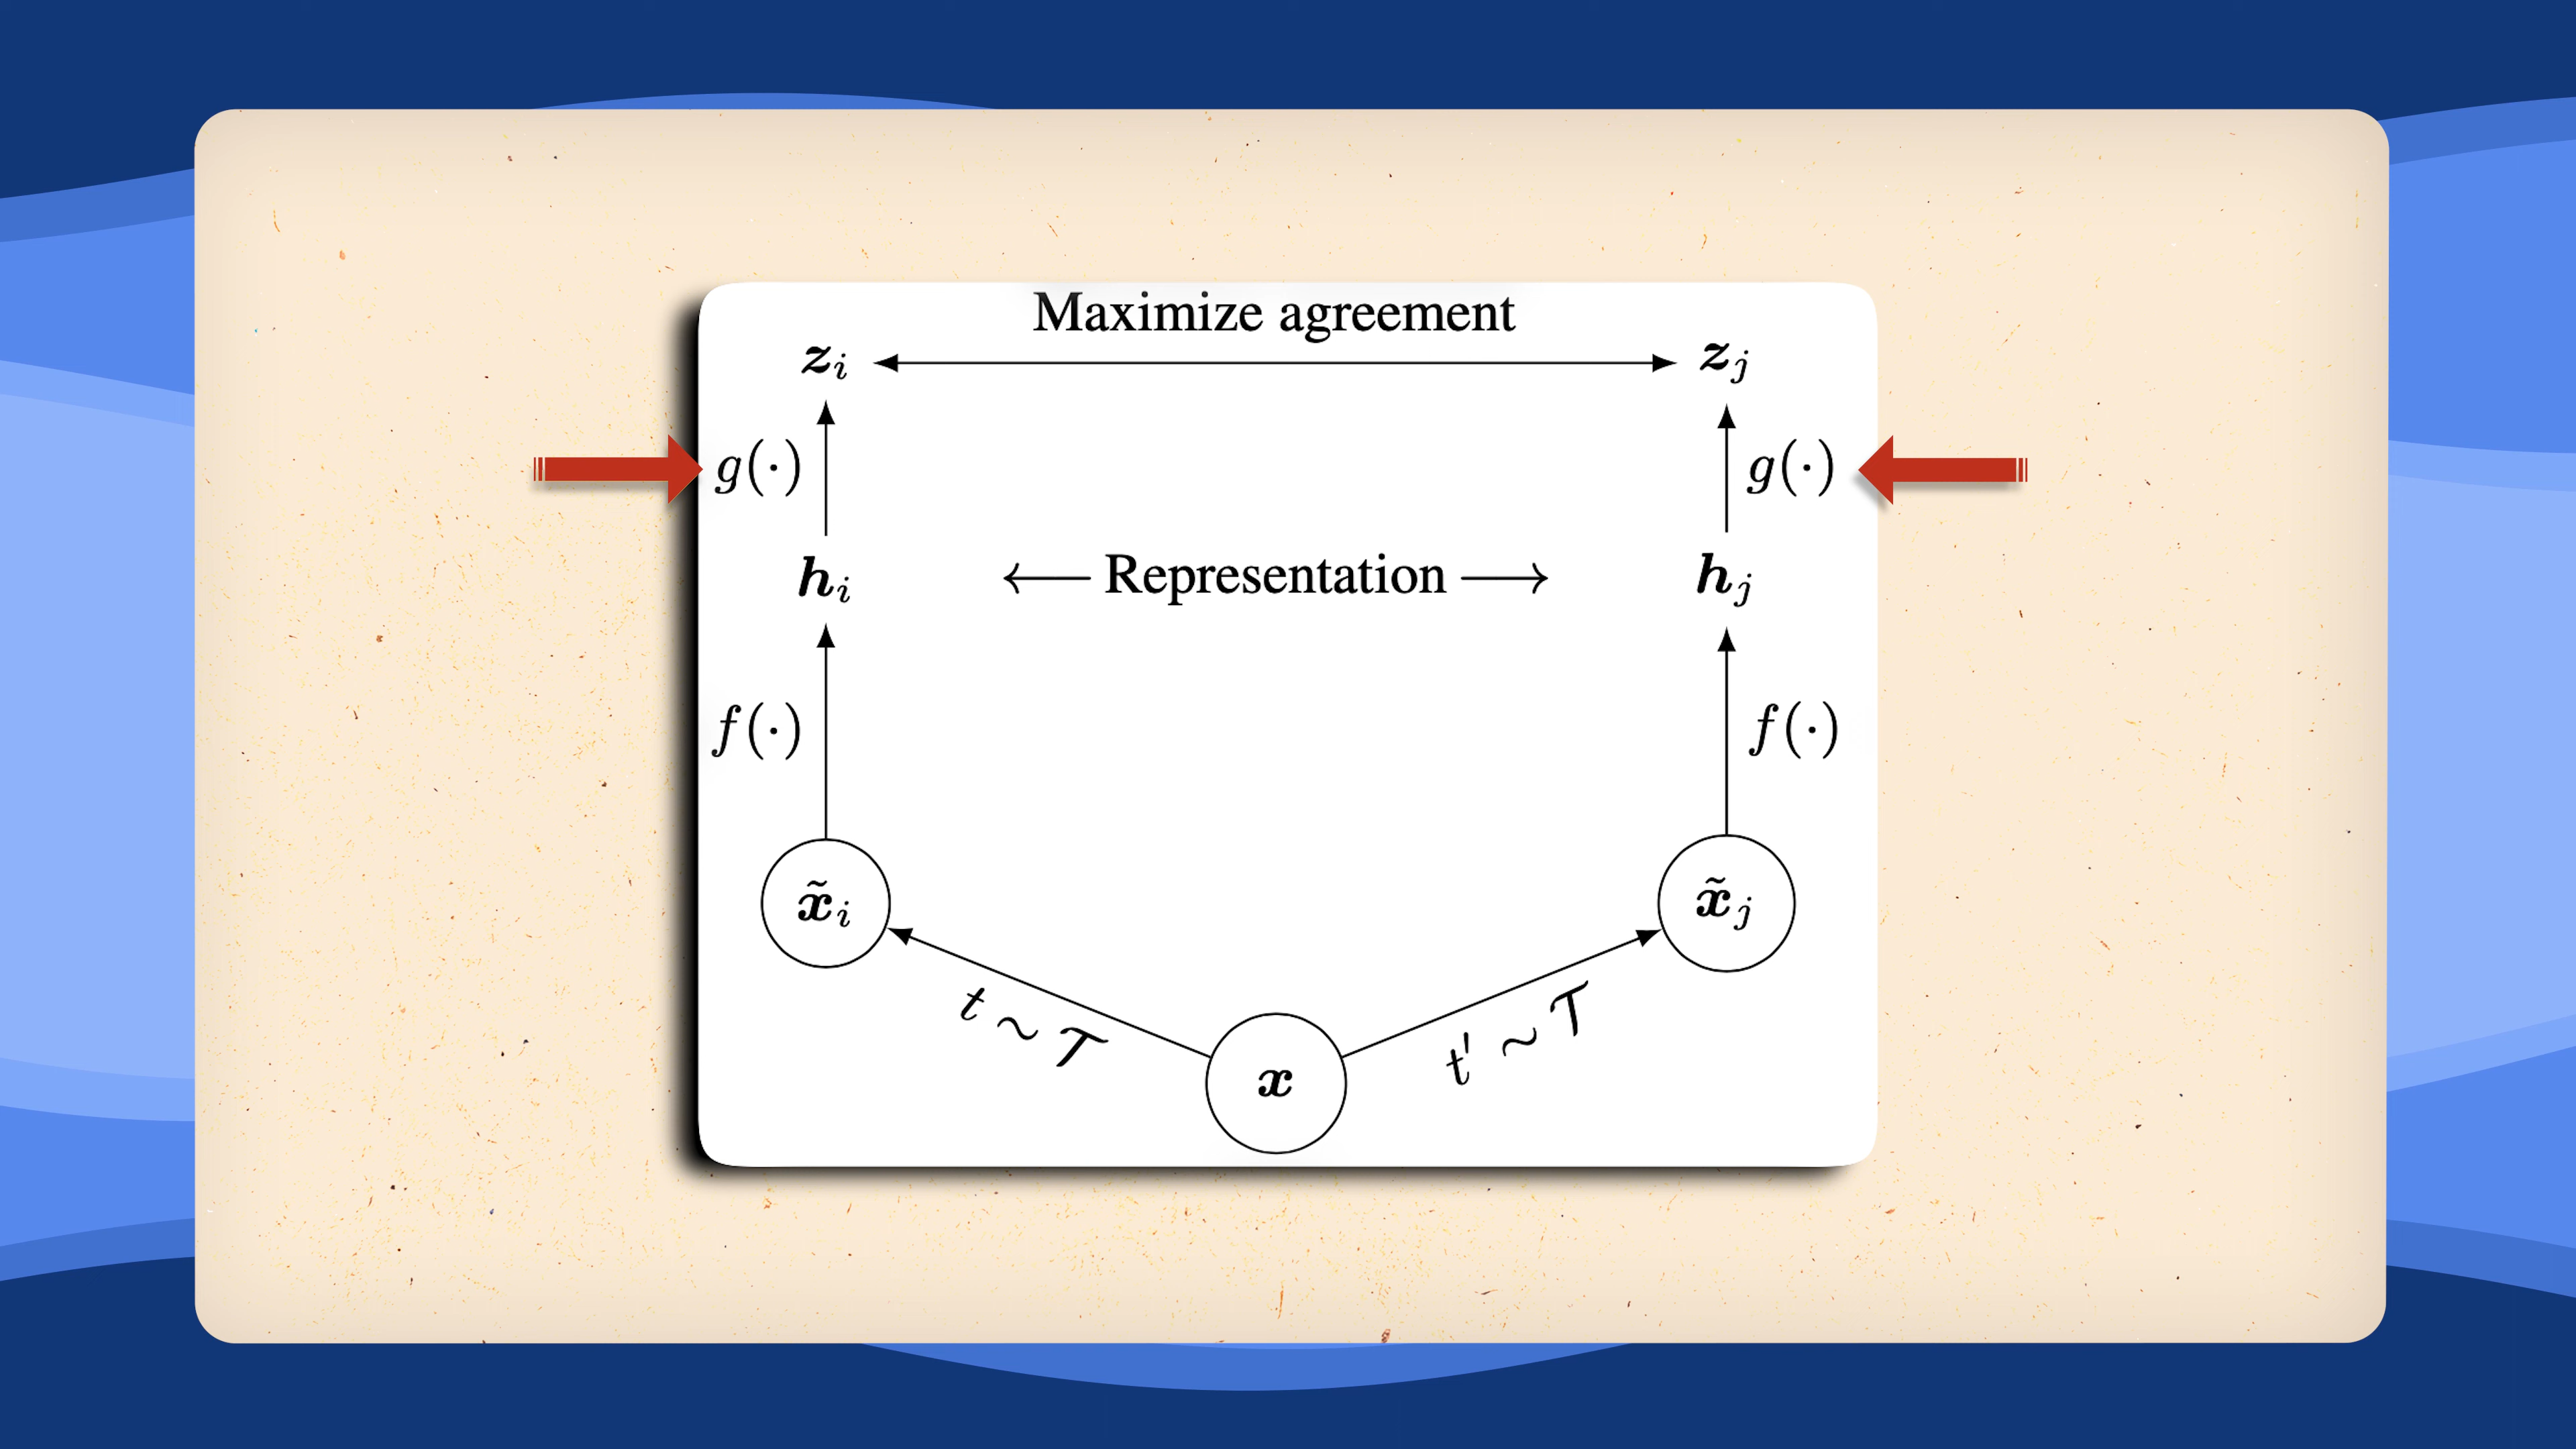 Maximize agreement
z_i z_j
g(·) g(·)
h_i ← Representation → h_j
f(·) f(·)
x̃_i x̃_j
t ~ 𝒯 t′ ~ 𝒯
x